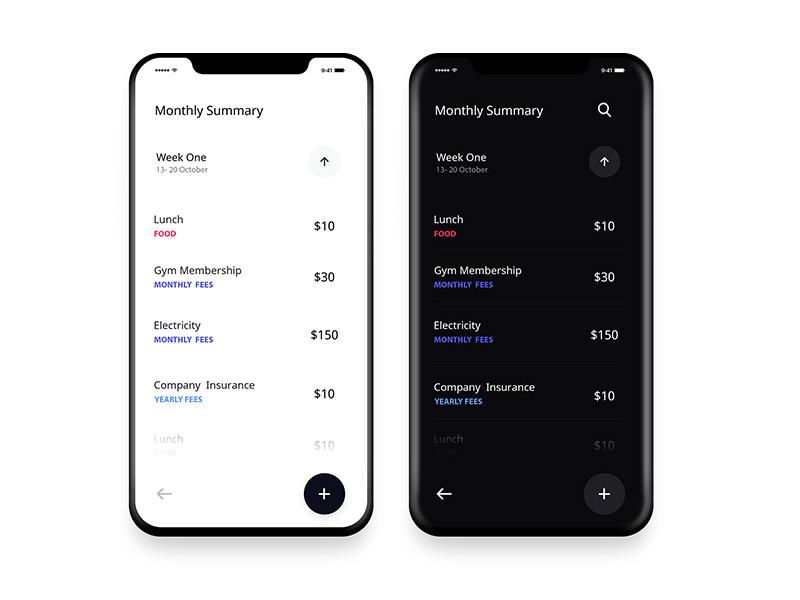 9:41
Monthly Summary
Week One
13- 20 October
Lunch
$10
FOOD
Gym Membership
$30
MONTHLY FEES
Electricity
$150
MONTHLY FEES
Company Insurance
$10
YEARLY FEES
Lunch
$10
FOOD
9:41
Monthly Summary
Week One
13- 20 October
Lunch
$10
FOOD
Gym Membership
$30
MONTHLY FEES
Electricity
$150
MONTHLY FEES
Company Insurance
$10
YEARLY FEES
Lunch
$10
FOOD